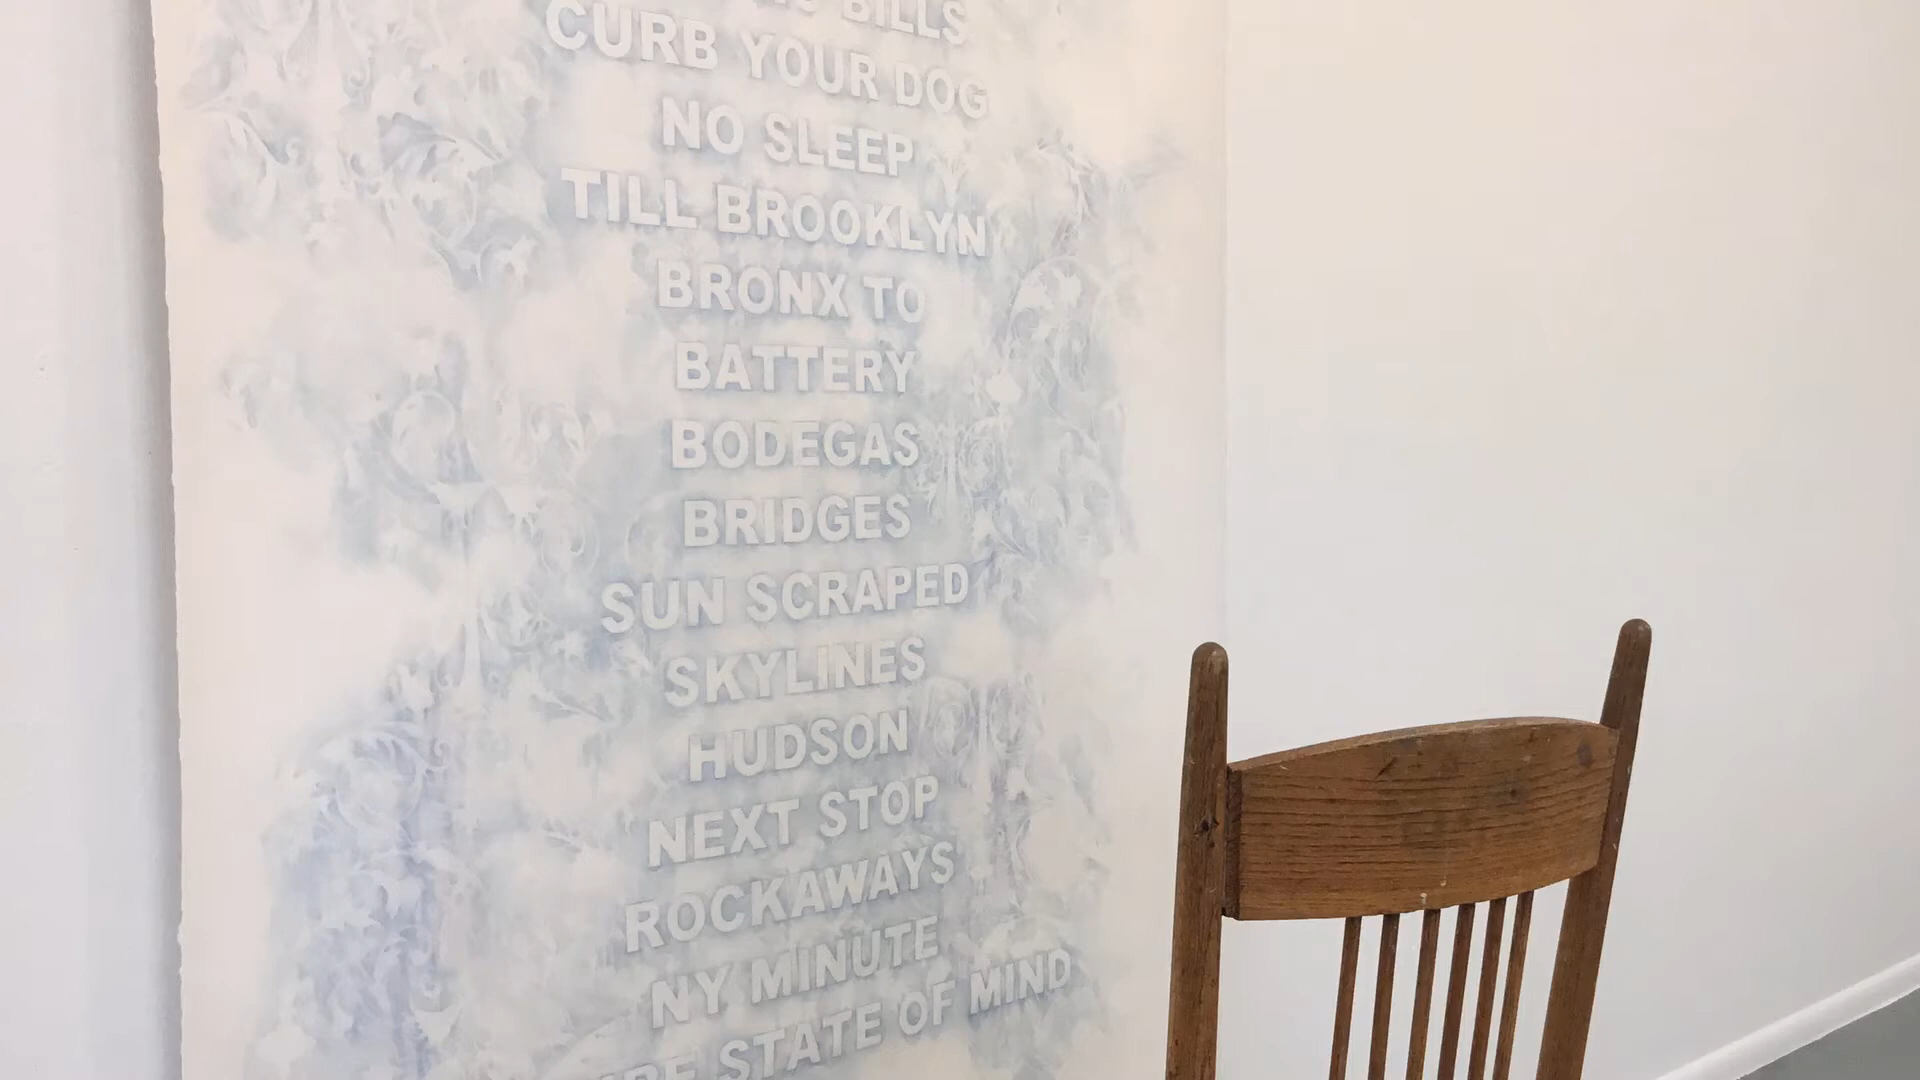 BILLS
CURB YOUR DOG
NO SLEEP
TILL BROOKLYN
BRONX TO
BATTERY
BODEGAS
BRIDGES
SUN SCRAPED
SKYLINES
HUDSON
NEXT STOP
ROCKAWAYS
NY MINUTE
STATE OF MIND